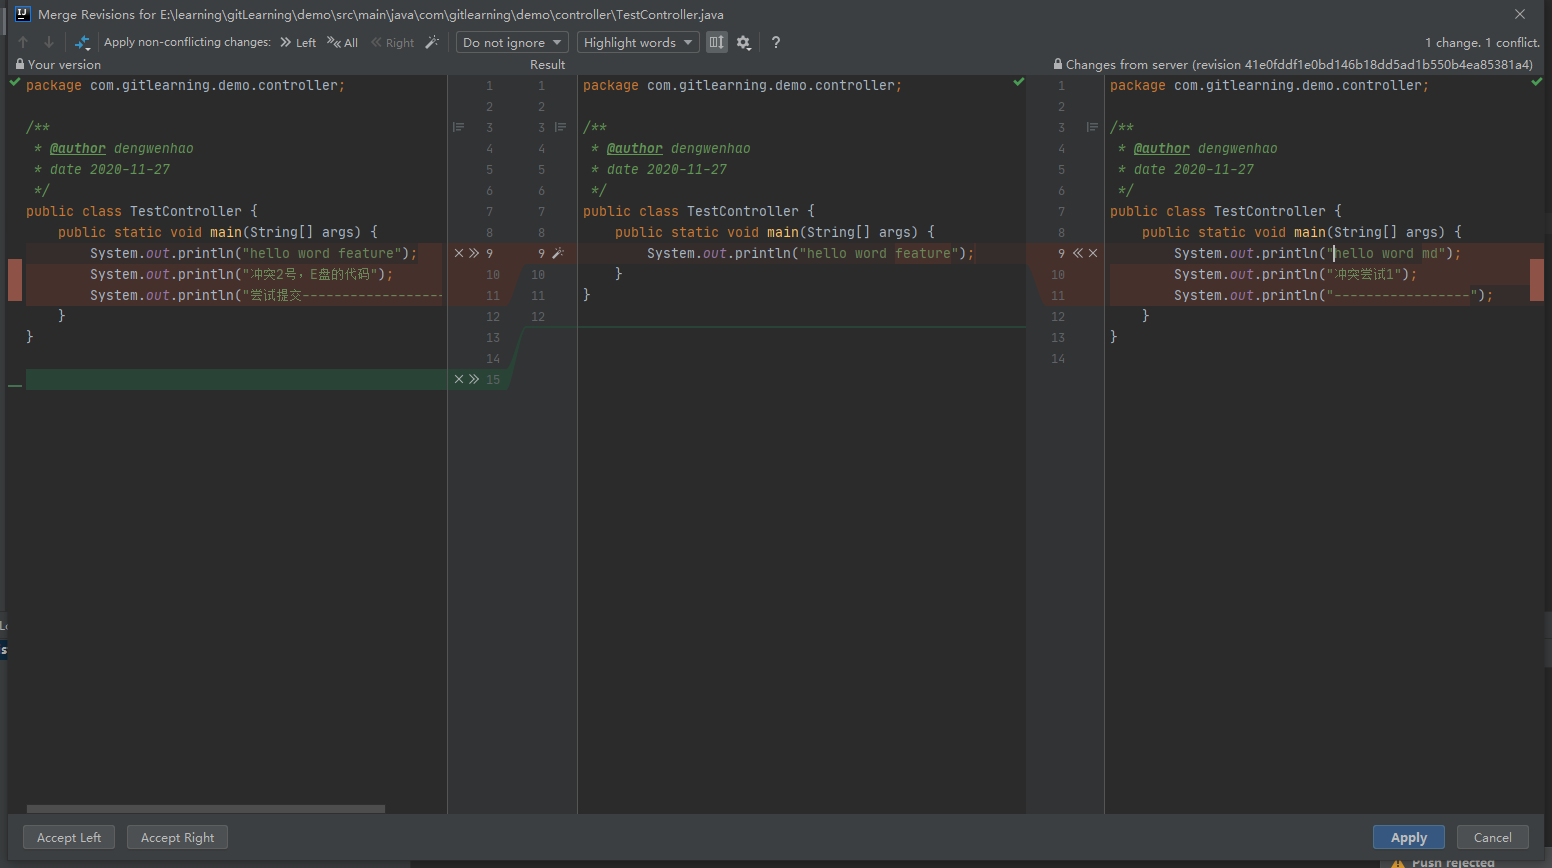 Merge Revisions for E:\learning\gitLearning\demo\src\main\java\com\gitlearning\demo\controller\TestController.java
Apply non-conflicting changes: Left All Right Do not ignore Highlight words ? 1 change. 1 conflict.
Your version
package com.gitlearning.demo.controller;
/**
* @author dengwenhao
* date 2020-11-27
*/
public class TestController {
public static void main(String[] args) {
System.out.println("hello word feature");
System.out.println("冲突2号，E盘的代码");
System.out.println("尝试提交------------------
}
}
1
2
3
4
5
6
7
8
9
10
11
12
13
14
15
Result
1
2
3
4
5
6
7
8
9
10
11
12
package com.gitlearning.demo.controller;
/**
* @author dengwenhao
* date 2020-11-27
*/
public class TestController {
public static void main(String[] args) {
System.out.println("hello word feature");
}
}
Changes from server (revision 41e0fddf1e0bd146b18dd5ad1b550b4ea85381a4)
1
2
3
4
5
6
7
8
9
10
11
12
13
14
package com.gitlearning.demo.controller;
/**
* @author dengwenhao
* date 2020-11-27
*/
public class TestController {
public static void main(String[] args) {
System.out.println("hello word md");
System.out.println("冲突尝试1");
System.out.println("-----------------");
}
}
Accept Left Accept Right Apply Cancel
Push rejected